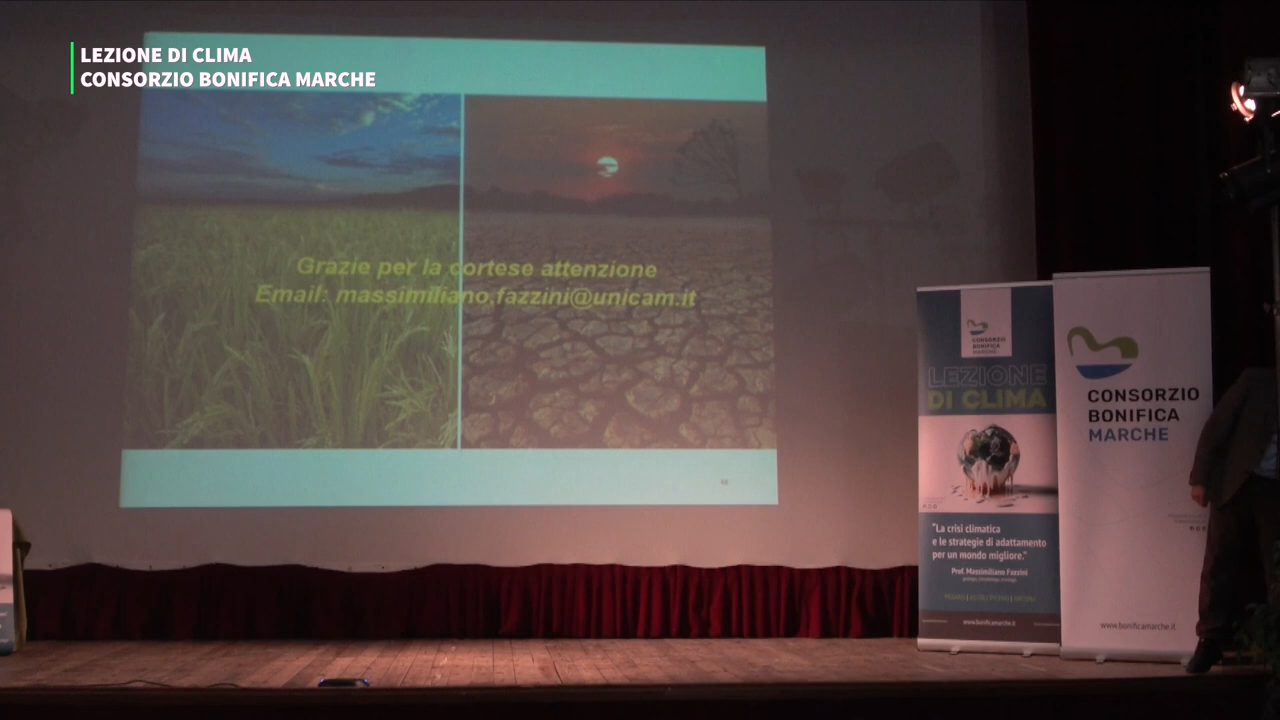 LEZIONE DI CLIMA
CONSORZIO BONIFICA MARCHE
Grazie per la cortese attenzione
Email: massimiliano.fazzini@unicam.it
CONSORZIO
BONIFICA
MARCHE
LEZIONE
DI CLIMA
"La crisi climatica
e le strategie di adattamento
per un mondo migliore."
Prof. Massimiliano Fazzini
www.bonificamarche.it
CONSORZIO
BONIFICA
MARCHE
www.bonificamarche.it